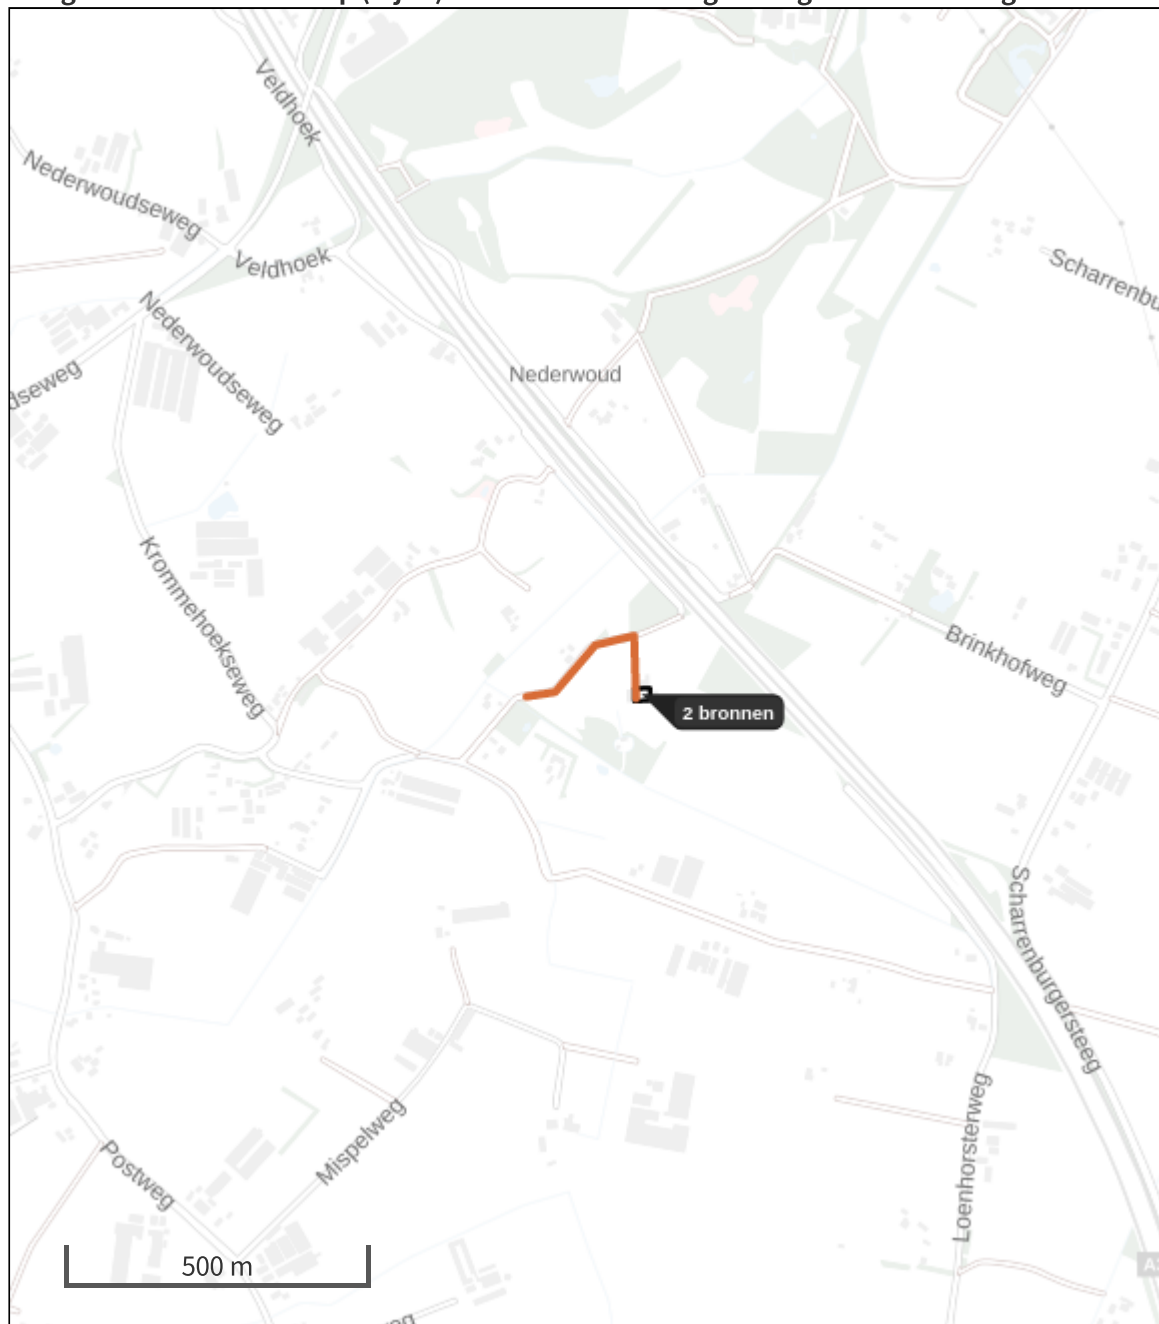 Veldhoek
Nederwoudseweg
Veldhoek
Scharrenbu
Nederwoudseweg
dseweg
Nederwoud
Krommehoekseweg
Brinkhofweg
2 bronnen
Scharrenburgersteeg
Loenhorsterweg
Mispelweg
Postweg
500 m